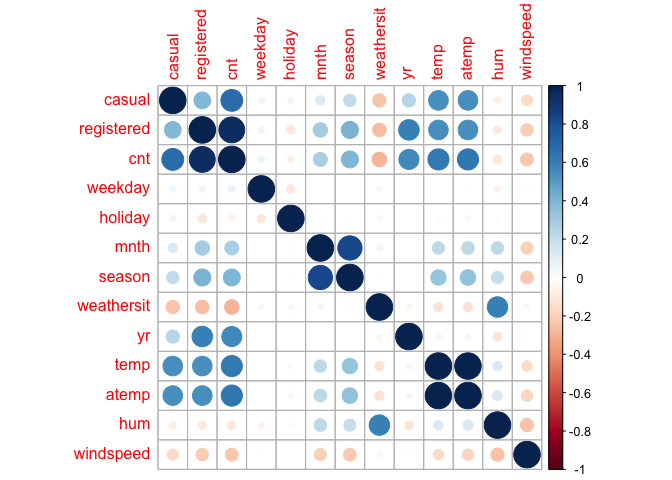 casual
registered
cnt
weekday
holiday
mnth
season
weathersit
yr
temp
atemp
hum
windspeed
casual
registered
cnt
weekday
holiday
mnth
season
weathersit
yr
temp
atemp
hum
windspeed
1
0.8
0.6
0.4
0.2
0
-0.2
-0.4
-0.6
-0.8
-1